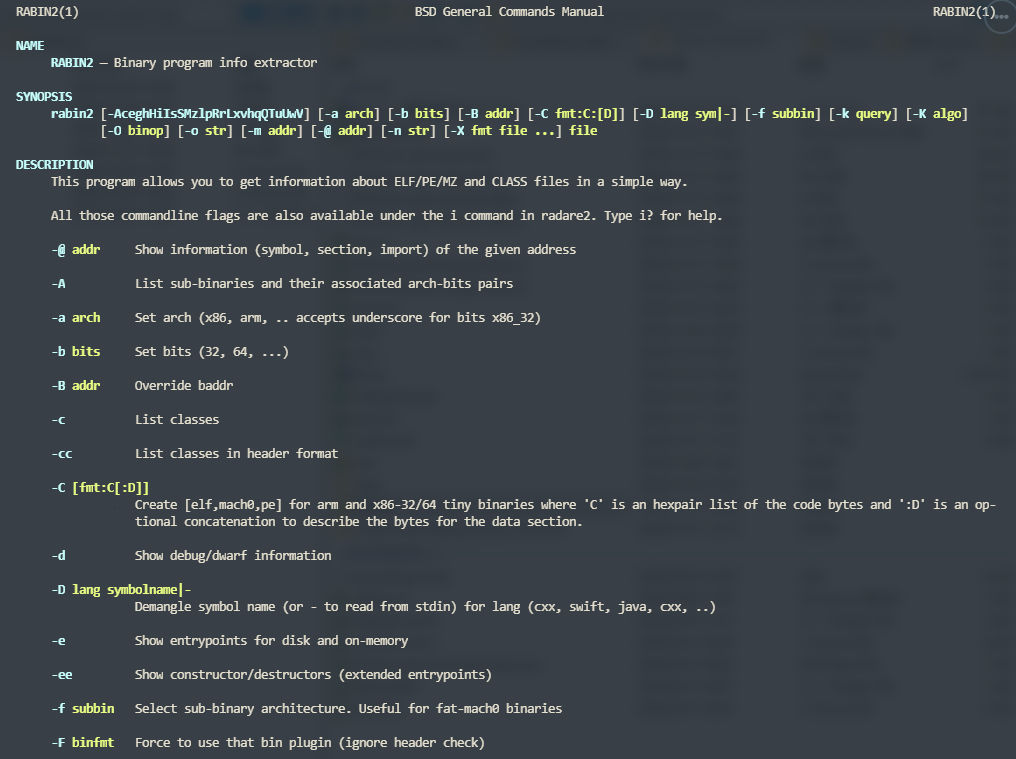 RABIN2(1) BSD General Commands Manual RABIN2(1)
NAME
RABIN2 — Binary program info extractor
SYNOPSIS
rabin2 [-AceghHiIsSMzlpRrLxvhqQTuUwV] [-a arch] [-b bits] [-B addr] [-C fmt:C:[D]] [-D lang sym|-] [-f subbin] [-k query] [-K algo]
[-O binop] [-o str] [-m addr] [-@ addr] [-n str] [-X fmt file ...] file
DESCRIPTION
This program allows you to get information about ELF/PE/MZ and CLASS files in a simple way.
All those commandline flags are also available under the i command in radare2. Type i? for help.
-@ addr Show information (symbol, section, import) of the given address
-A List sub-binaries and their associated arch-bits pairs
-a arch Set arch (x86, arm, .. accepts underscore for bits x86_32)
-b bits Set bits (32, 64, ...)
-B addr Override baddr
-c List classes
-cc List classes in header format
-C [fmt:C[:D]]
Create [elf,mach0,pe] for arm and x86-32/64 tiny binaries where 'C' is an hexpair list of the code bytes and ':D' is an op-
tional concatenation to describe the bytes for the data section.
-d Show debug/dwarf information
-D lang symbolname|-
Demangle symbol name (or - to read from stdin) for lang (cxx, swift, java, cxx, ..)
-e Show entrypoints for disk and on-memory
-ee Show constructor/destructors (extended entrypoints)
-f subbin Select sub-binary architecture. Useful for fat-mach0 binaries
-F binfmt Force to use that bin plugin (ignore header check)